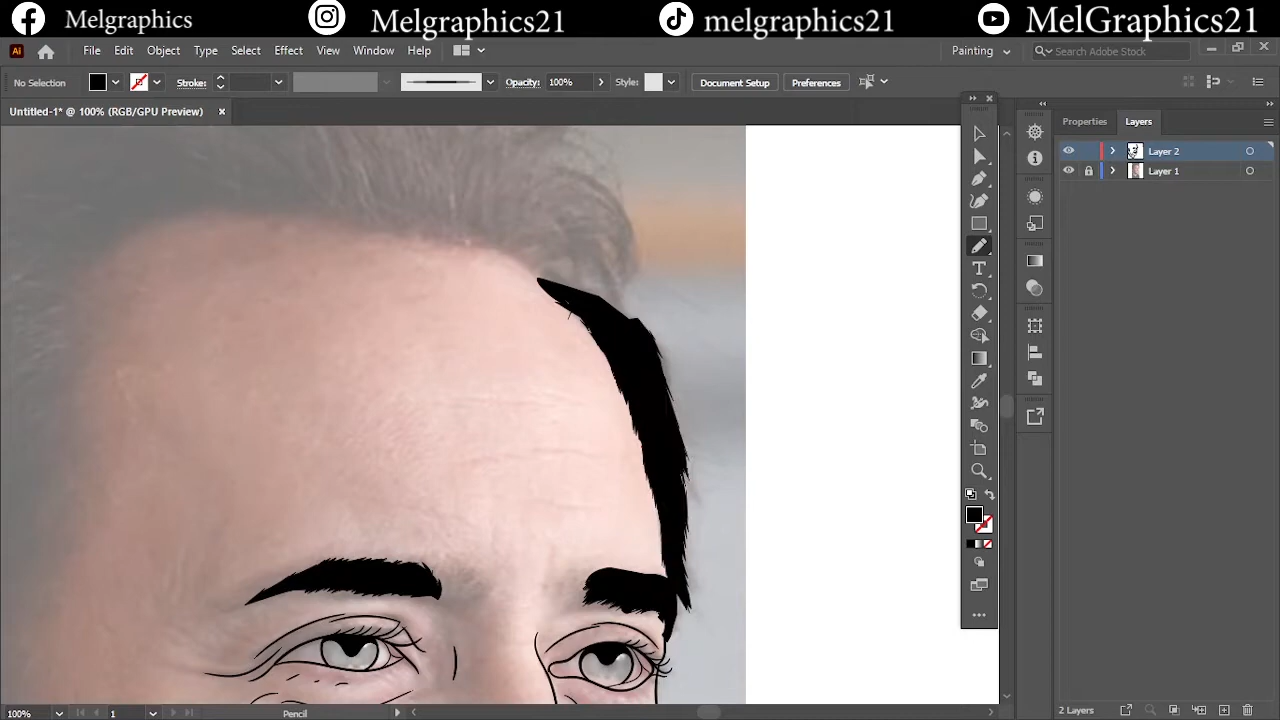 Melgraphics Melgraphics21 melgraphics21 MelGraphics21
Ai File Edit Object Type Select Effect View Window Help Painting Search Adobe Stock
No Selection Stroke: Opacity: 100% Style: Document Setup Preferences
Untitled-1* @ 100% (RGB/GPU Preview) ×
Properties Layers
Layer 2
Layer 1
100% 1 Pencil 2 Layers